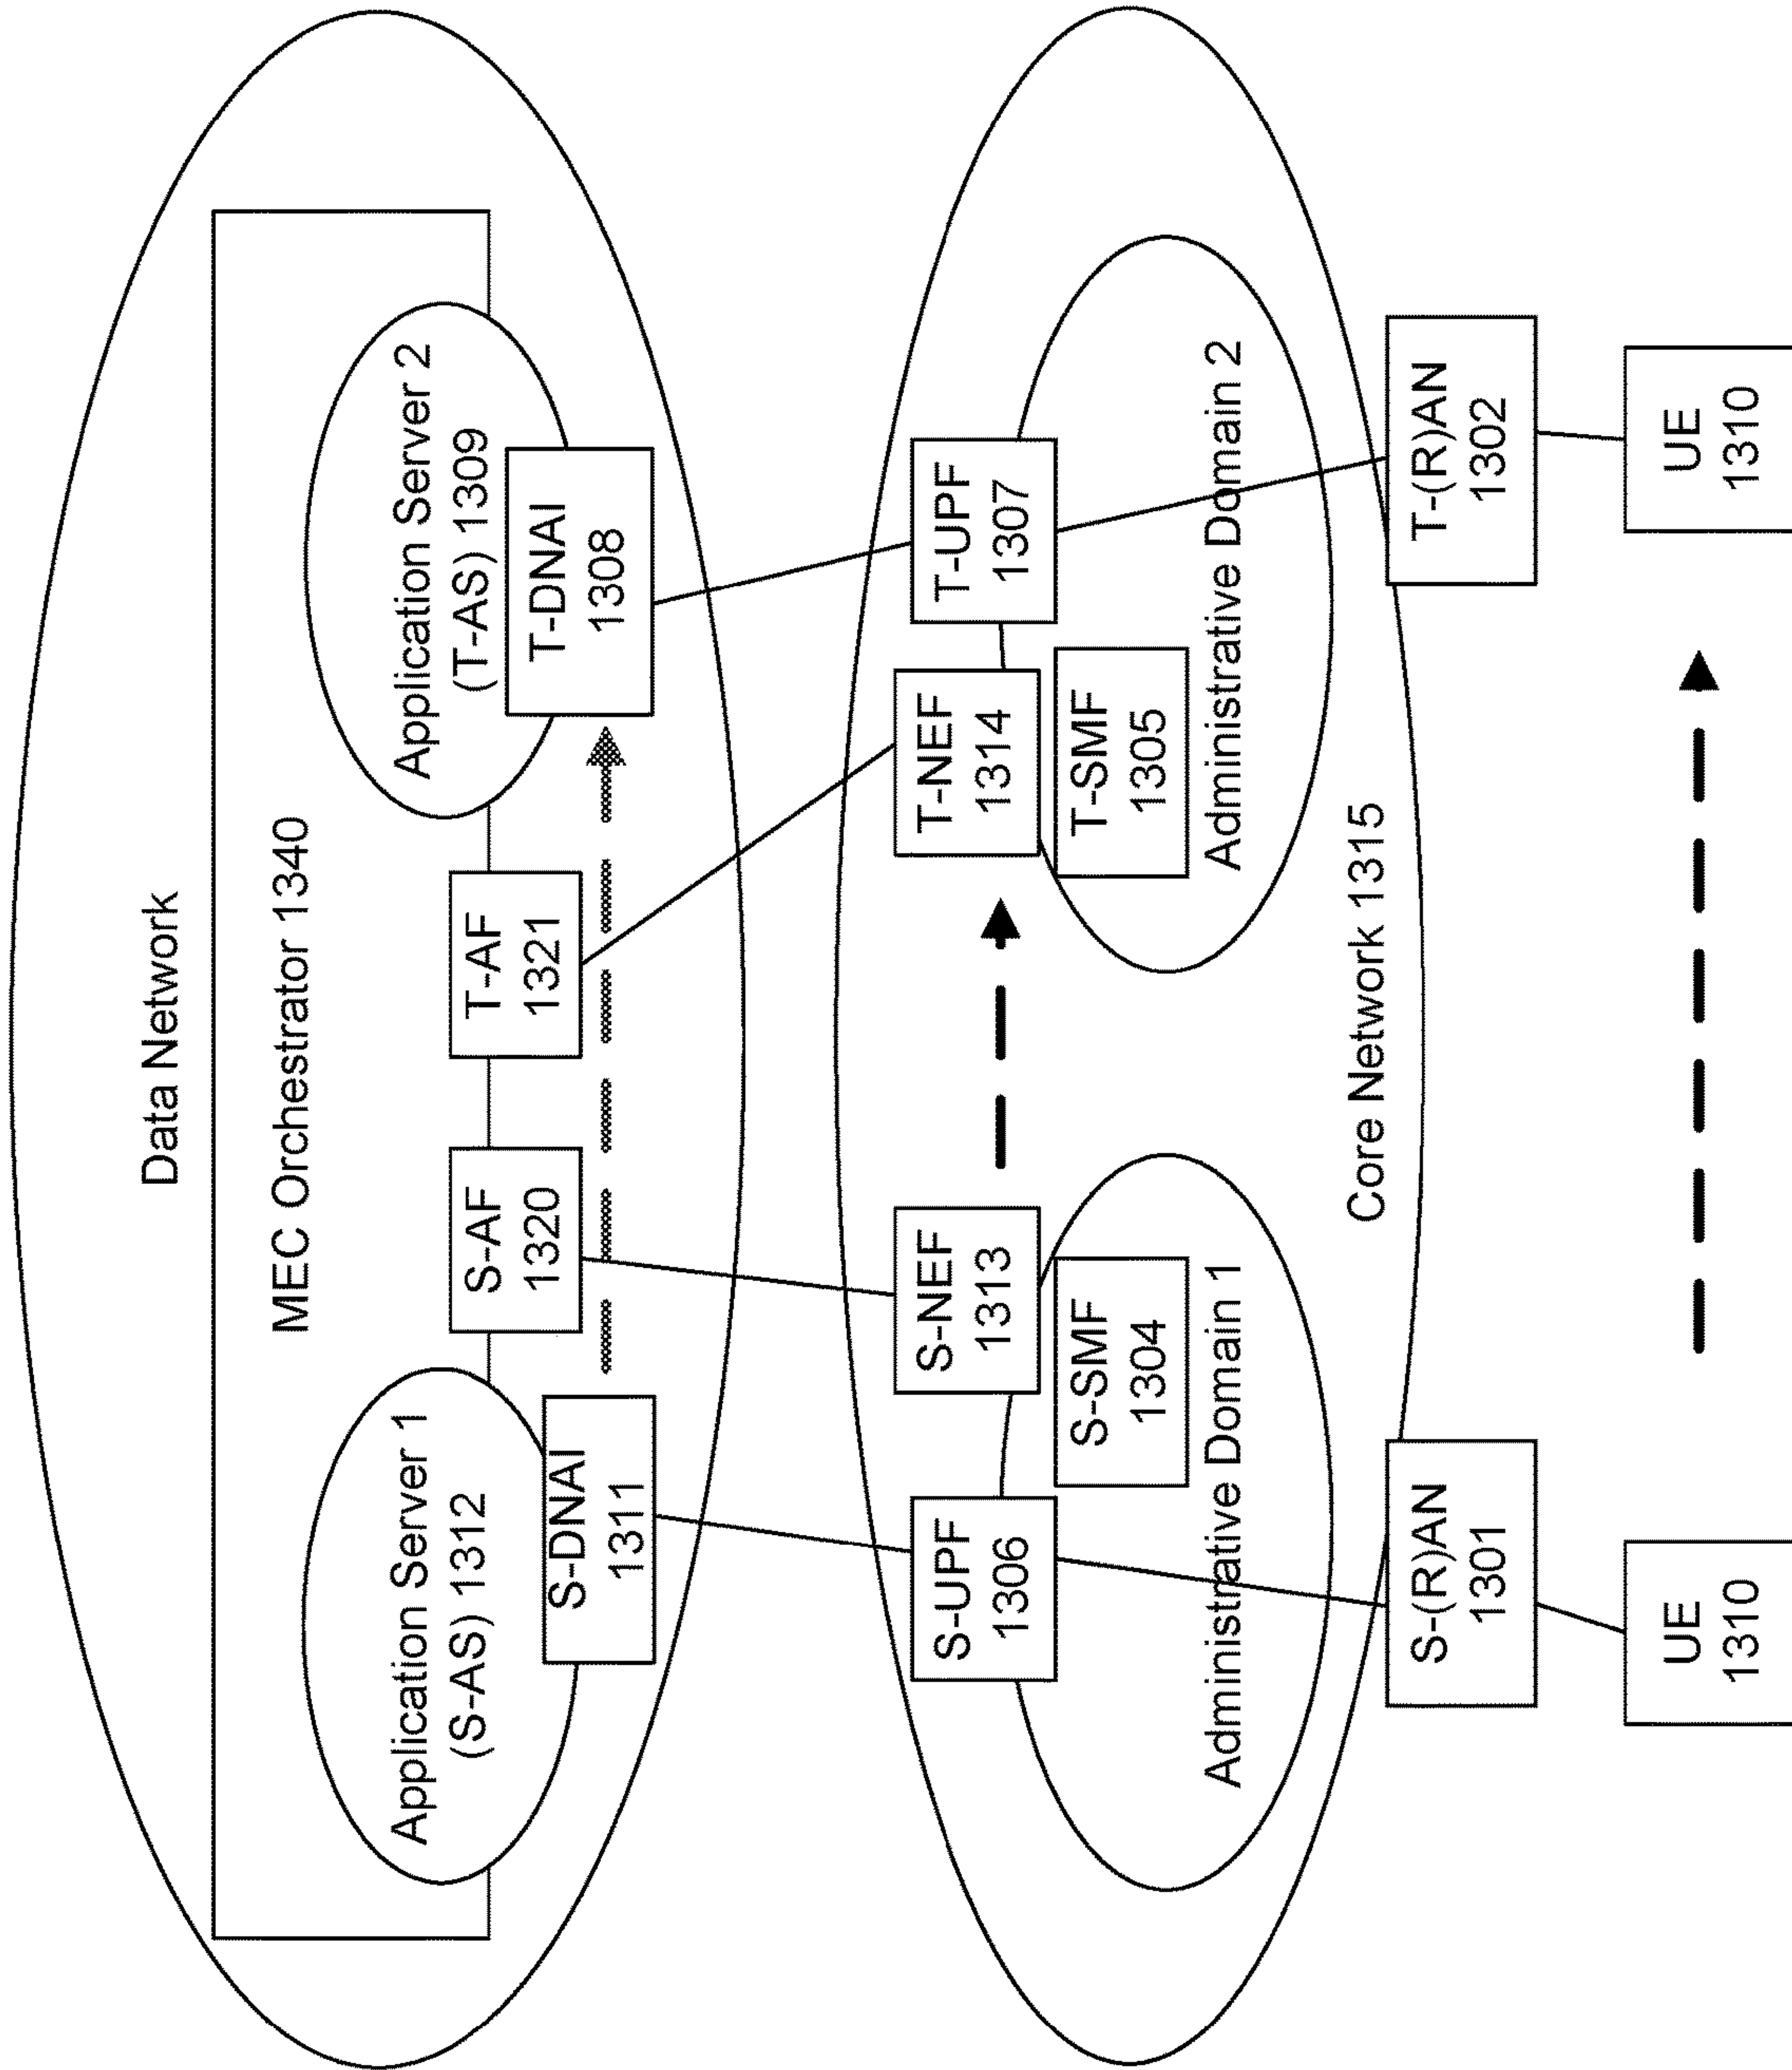 Data Network
MEC Orchestrator 1340
Application Server 1
(S-AS) 1312
S-DNAI
1311
S-AF
1320
T-AF
1321
Application Server 2
(T-AS) 1309
T-DNAI
1308
S-UPF
1306
S-NEF
1313
S-SMF
1304
Administrative Domain 1
T-NEF
1314
T-UPF
1307
T-SMF
1305
Administrative Domain 2
Core Network 1315
S-(R)AN
1301
T-(R)AN
1302
UE
1310
UE
1310